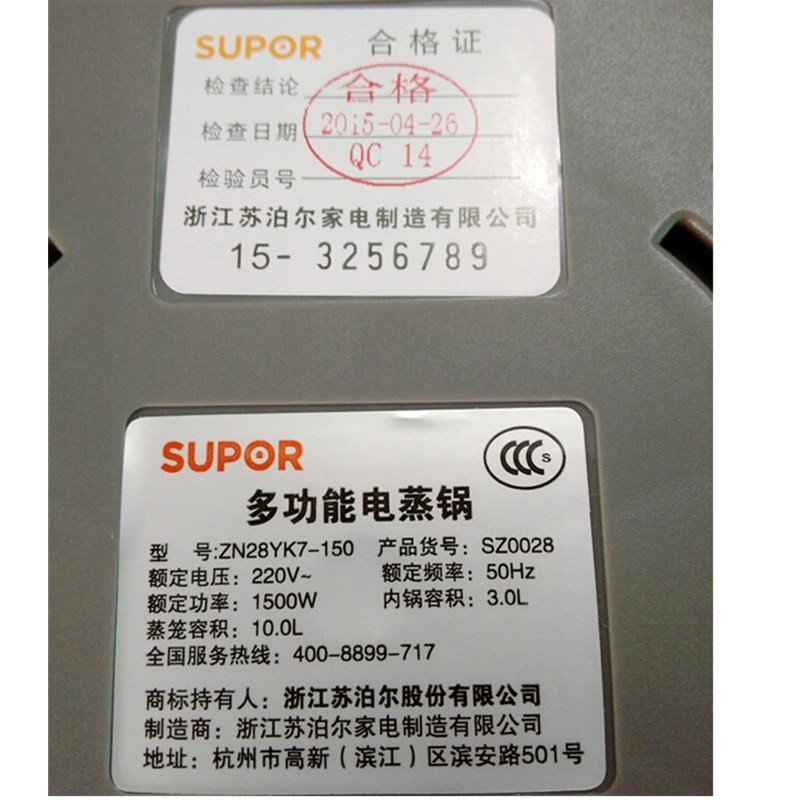 SUPOR 合格证
检查结论 合格
检查日期 2015-04-26
检验员号 QC 14
浙江苏泊尔家电制造有限公司
15- 3256789
SUPOR CCC S
多功能电蒸锅
型 号:ZN28YK7-150 产品货号: SZ0028
额定电压: 220V~ 额定频率: 50Hz
额定功率: 1500W 内锅容积: 3.0L
蒸笼容积: 10.0L
全国服务热线: 400-8899-717
商标持有人: 浙江苏泊尔股份有限公司
制造商: 浙江苏泊尔家电制造有限公司
地址: 杭州市高新(滨江)区滨安路501号